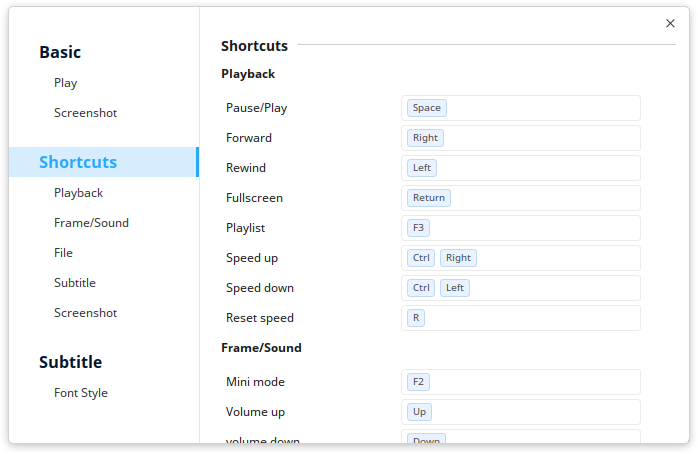 Basic
Play
Screenshot
Shortcuts
Playback
Frame/Sound
File
Subtitle
Screenshot
Subtitle
Font Style
Shortcuts
Playback
Pause/Play Space
Forward Right
Rewind Left
Fullscreen Return
Playlist F3
Speed up Ctrl Right
Speed down Ctrl Left
Reset speed R
Frame/Sound
Mini mode F2
Volume up Up
volume down Down